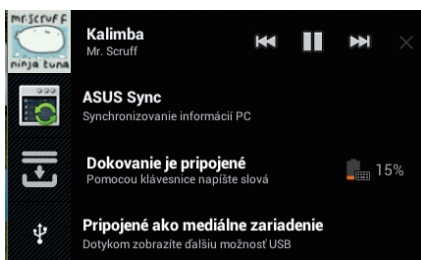 mr.scruff
ninja tuna
Kalimba
Mr. Scruff
ASUS Sync
Synchronizovanie informácií PC
Dokovanie je pripojené
Pomocou klávesnice napíšte slová
15%
Pripojené ako mediálne zariadenie
Dotykom zobrazíte ďalšiu možnosť USB